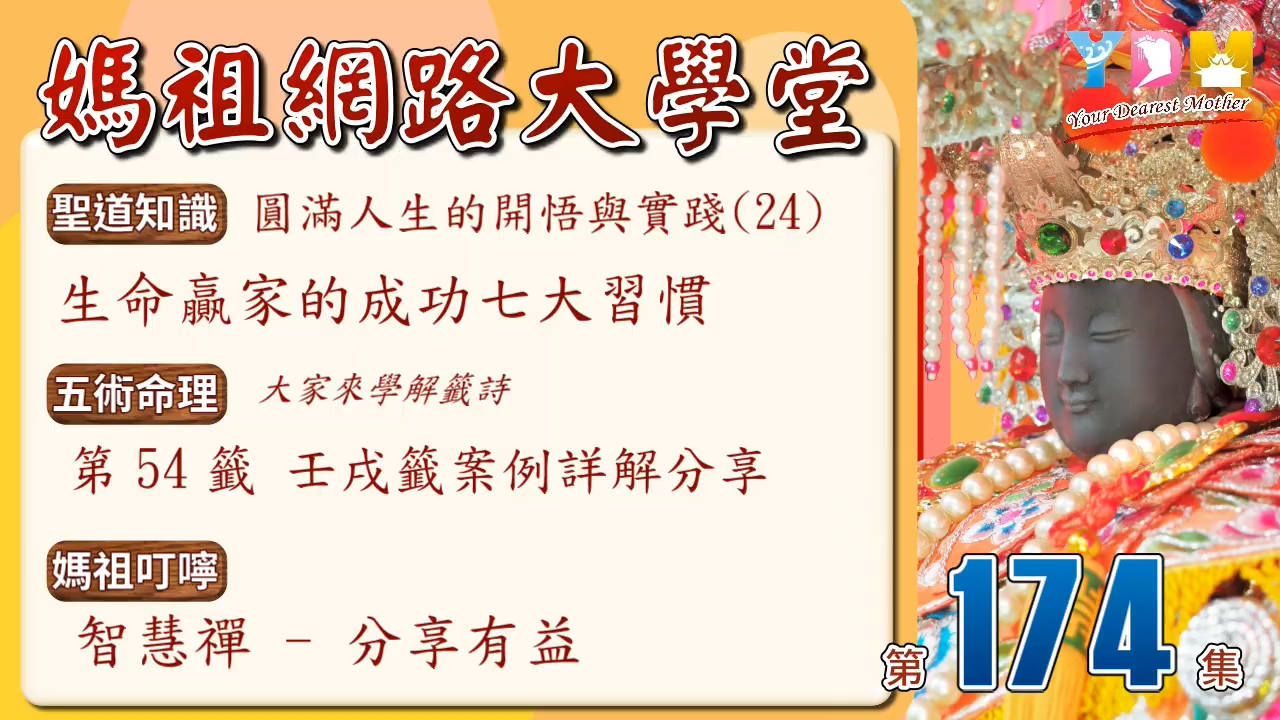 媽祖網路大學堂
YDM
Your Dearest Mother
聖道知識 圓滿人生的開悟與實踐(24)
生命贏家的成功七大習慣
五術命理 大家來學解籤詩
第 54 籤 壬戌籤案例詳解分享
媽祖叮嚀
智慧禪 - 分享有益
第 174 集